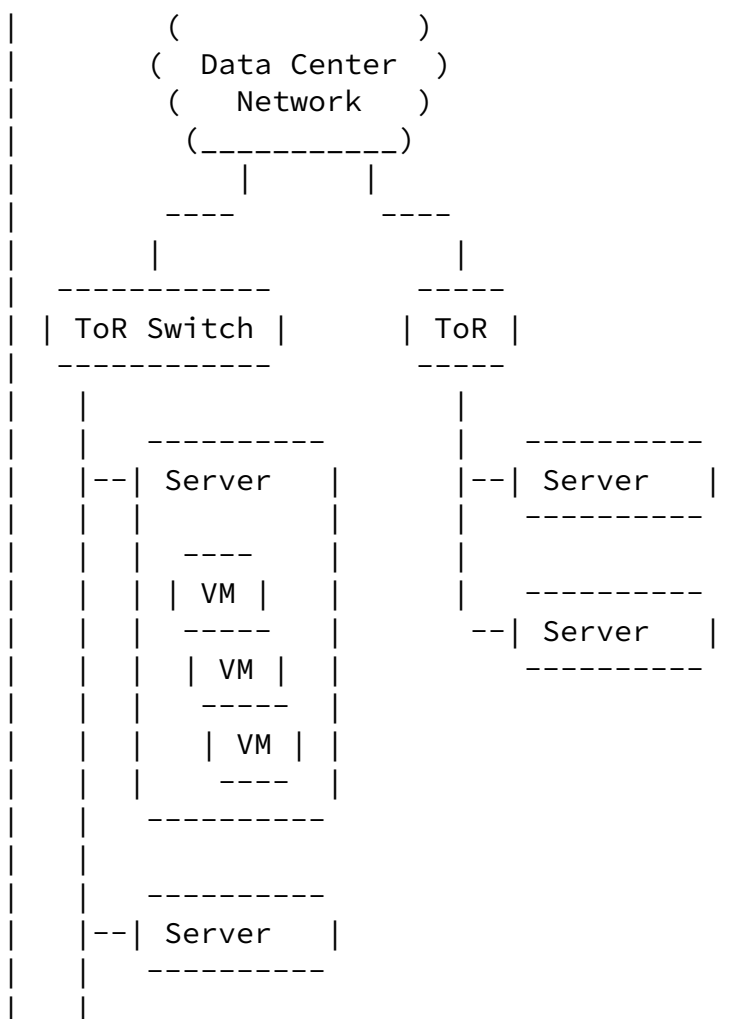 Data Center
Network
ToR Switch
ToR
Server
Server
VM
Server
VM
VM
Server